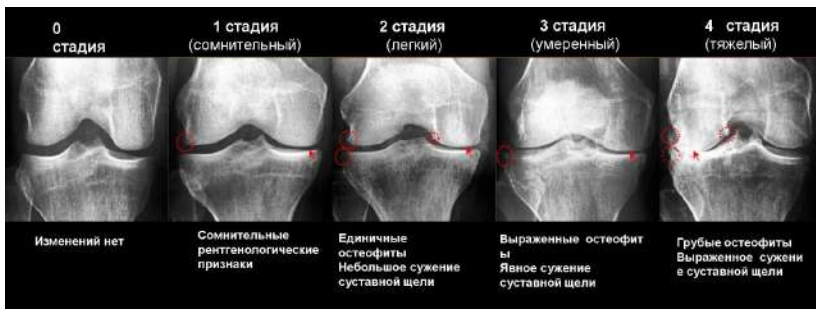 0
стадия
1 стадия
(сомнительный)
2 стадия
(легкий)
3 стадия
(умеренный)
4 стадия
(тяжелый)
Изменений нет
Сомнительные
рентгенологические
признаки
Единичные
остеофиты
Небольшое сужение
суставной щели
Выраженные остеофит
ы
Явное сужение
суставной щели
Грубые остеофиты
Выраженное сужени
е суставной щели